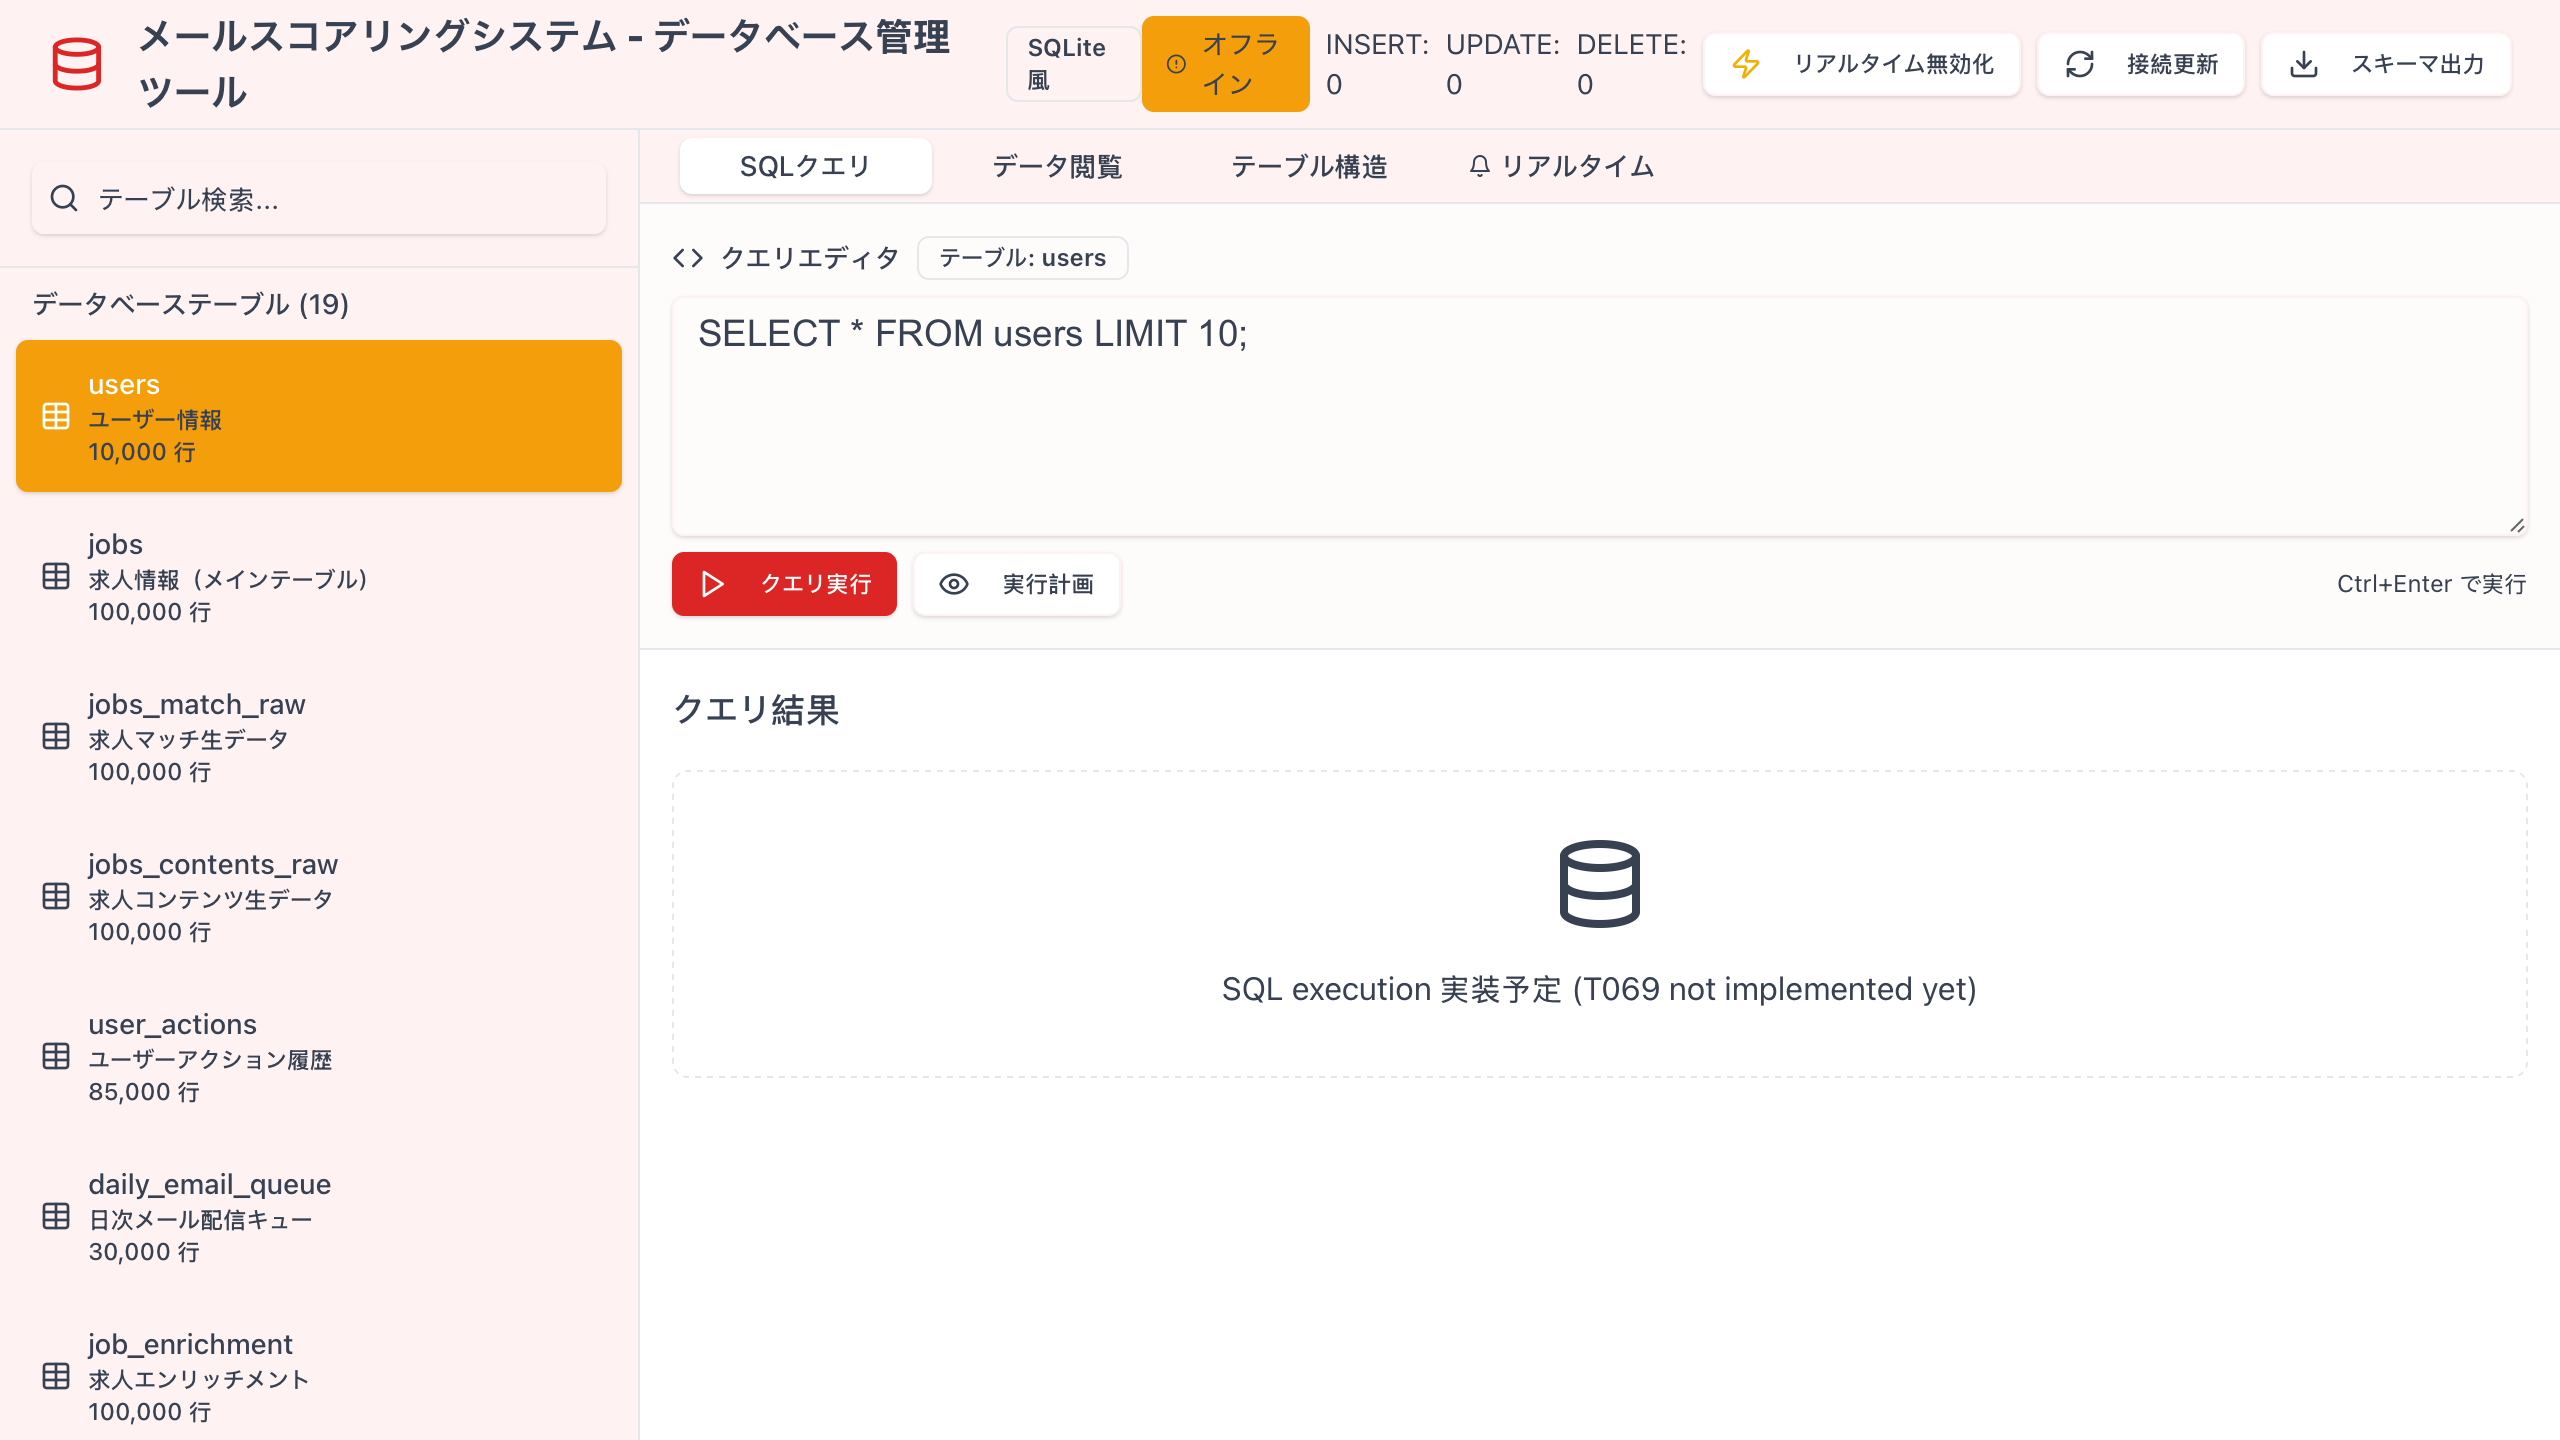 メールスコアリングシステム - データベース管理
ツール
SQLite
風
オフラ
イン
INSERT:
0
UPDATE:
0
DELETE:
0
リアルタイム無効化
接続更新
スキーマ出力
テーブル検索...
データベーステーブル (19)
users
ユーザー情報
10,000 行
jobs
求人情報（メインテーブル）
100,000 行
jobs_match_raw
求人マッチ生データ
100,000 行
jobs_contents_raw
求人コンテンツ生データ
100,000 行
user_actions
ユーザーアクション履歴
85,000 行
daily_email_queue
日次メール配信キュー
30,000 行
job_enrichment
求人エンリッチメント
100,000 行
SQLクエリ
データ閲覧
テーブル構造
リアルタイム
クエリエディタ
テーブル: users
SELECT * FROM users LIMIT 10;
クエリ実行
実行計画
Ctrl+Enter で実行
クエリ結果
SQL execution 実装予定 (T069 not implemented yet)